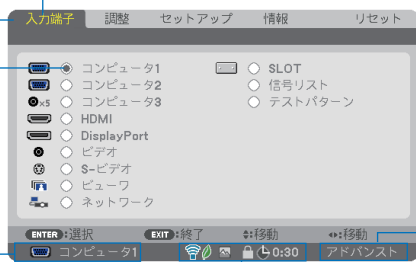 入力端子 調整 セットアップ 情報 リセット
コンピュータ1
コンピュータ2
×5 コンピュータ3
HDMI
DisplayPort
ビデオ
S-ビデオ
ビューワ
ネットワーク
SLOT
信号リスト
テストパターン
ENTER:選択 EXIT:終了 :移動 :移動
コンピュータ1 0:30 アドバンスト